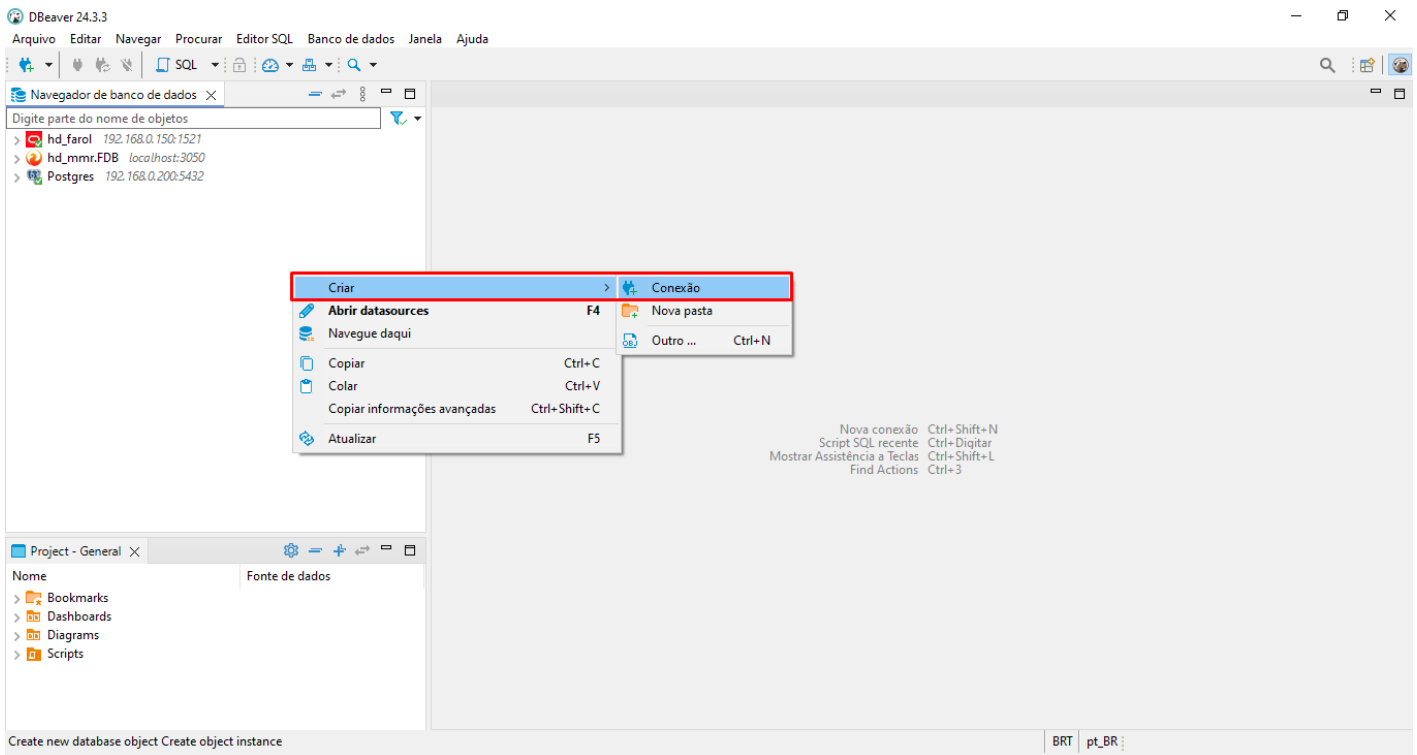 DBeaver 24.3.3
Arquivo Editar Navegar Procurar Editor SQL Banco de dados Janela Ajuda
SQL
Navegador de banco de dados
Digite parte do nome de objetos
hd_farol 192.168.0.150:1521
hd_mmr.FDB localhost:3050
Postgres 192.168.0.200:5432
Criar
Abrir datasources F4
Navegue daqui
Copiar Ctrl+C
Colar Ctrl+V
Copiar informações avançadas Ctrl+Shift+C
Atualizar F5
Conexão
Nova pasta
Outro ... Ctrl+N
Nova conexão Ctrl+Shift+N
Script SQL recente Ctrl+Digitar
Mostrar Assistência a Teclas Ctrl+Shift+L
Find Actions Ctrl+3
Project - General
Nome Fonte de dados
Bookmarks
Dashboards
Diagrams
Scripts
Create new database object Create object instance
BRT pt_BR